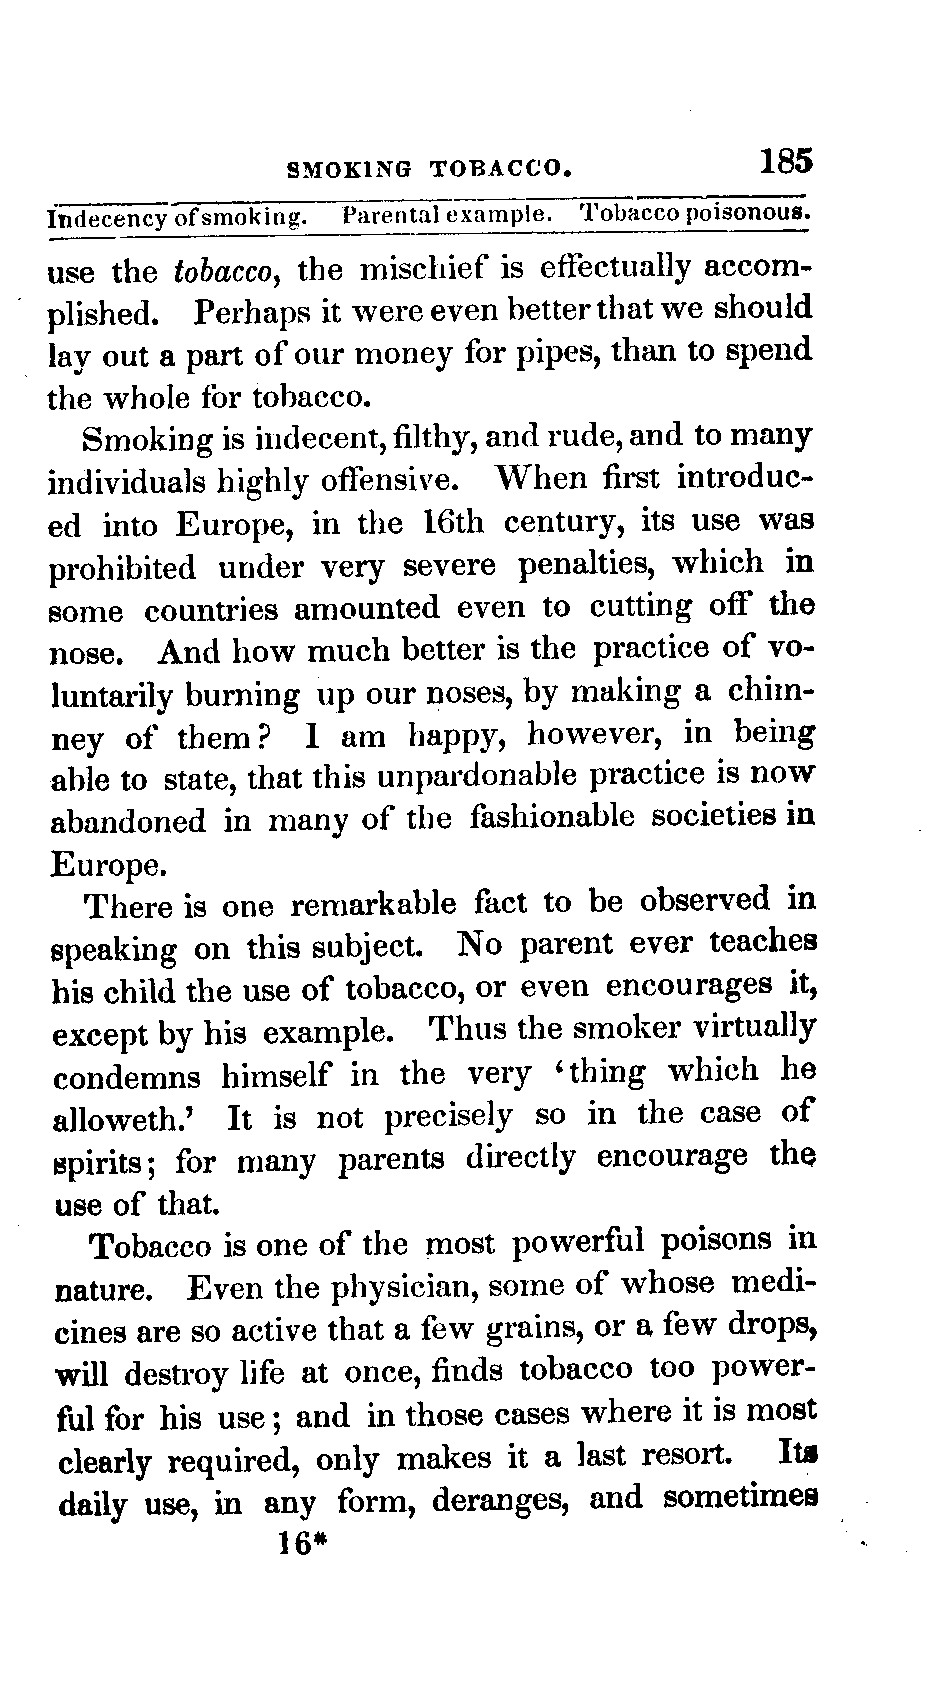 SMOKING TOBACCO. 185
Indecency of smoking. Parental example. Tobacco poisonous.
use the tobacco, the mischief is effectually accom-
plished. Perhaps it were even better that we should
lay out a part of our money for pipes, than to spend
the whole for tobacco.
Smoking is indecent, filthy, and rude, and to many
individuals highly offensive. When first introduc-
ed into Europe, in the 16th century, its use was
prohibited under very severe penalties, which in
some countries amounted even to cutting off the
nose. And how much better is the practice of vo-
luntarily burning up our noses, by making a chim-
ney of them? I am happy, however, in being
able to state, that this unpardonable practice is now
abandoned in many of the fashionable societies in
Europe.
There is one remarkable fact to be observed in
speaking on this subject. No parent ever teaches
his child the use of tobacco, or even encourages it,
except by his example. Thus the smoker virtually
condemns himself in the very ‘thing which he
alloweth.’ It is not precisely so in the case of
spirits; for many parents directly encourage the
use of that.
Tobacco is one of the most powerful poisons in
nature. Even the physician, some of whose medi-
cines are so active that a few grains, or a few drops,
will destroy life at once, finds tobacco too power-
ful for his use; and in those cases where it is most
clearly required, only makes it a last resort. Its
daily use, in any form, deranges, and sometimes
16*